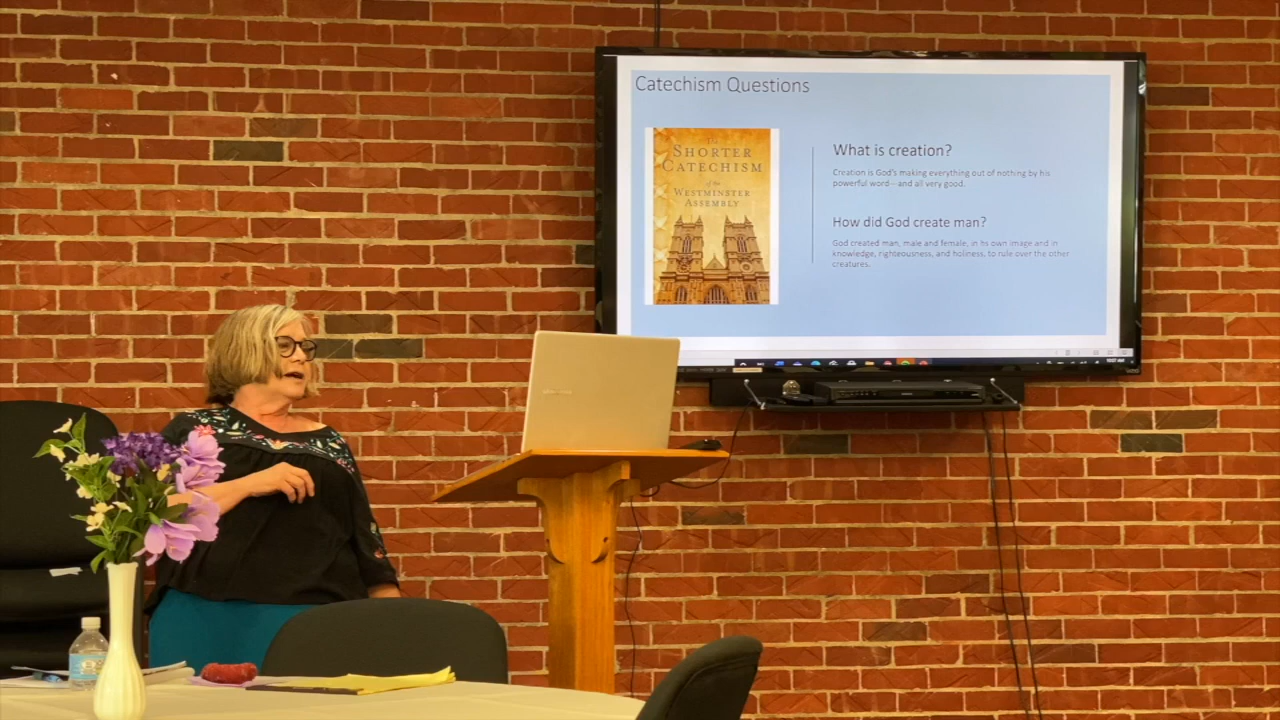 Catechism Questions
The
SHORTER
CATECHISM
of the
WESTMINSTER
ASSEMBLY
What is creation?
Creation is God's making everything out of nothing by his
powerful word—and all very good.
How did God create man?
God created man, male and female, in his own image and in
knowledge, righteousness, and holiness, to rule over the other
creatures.